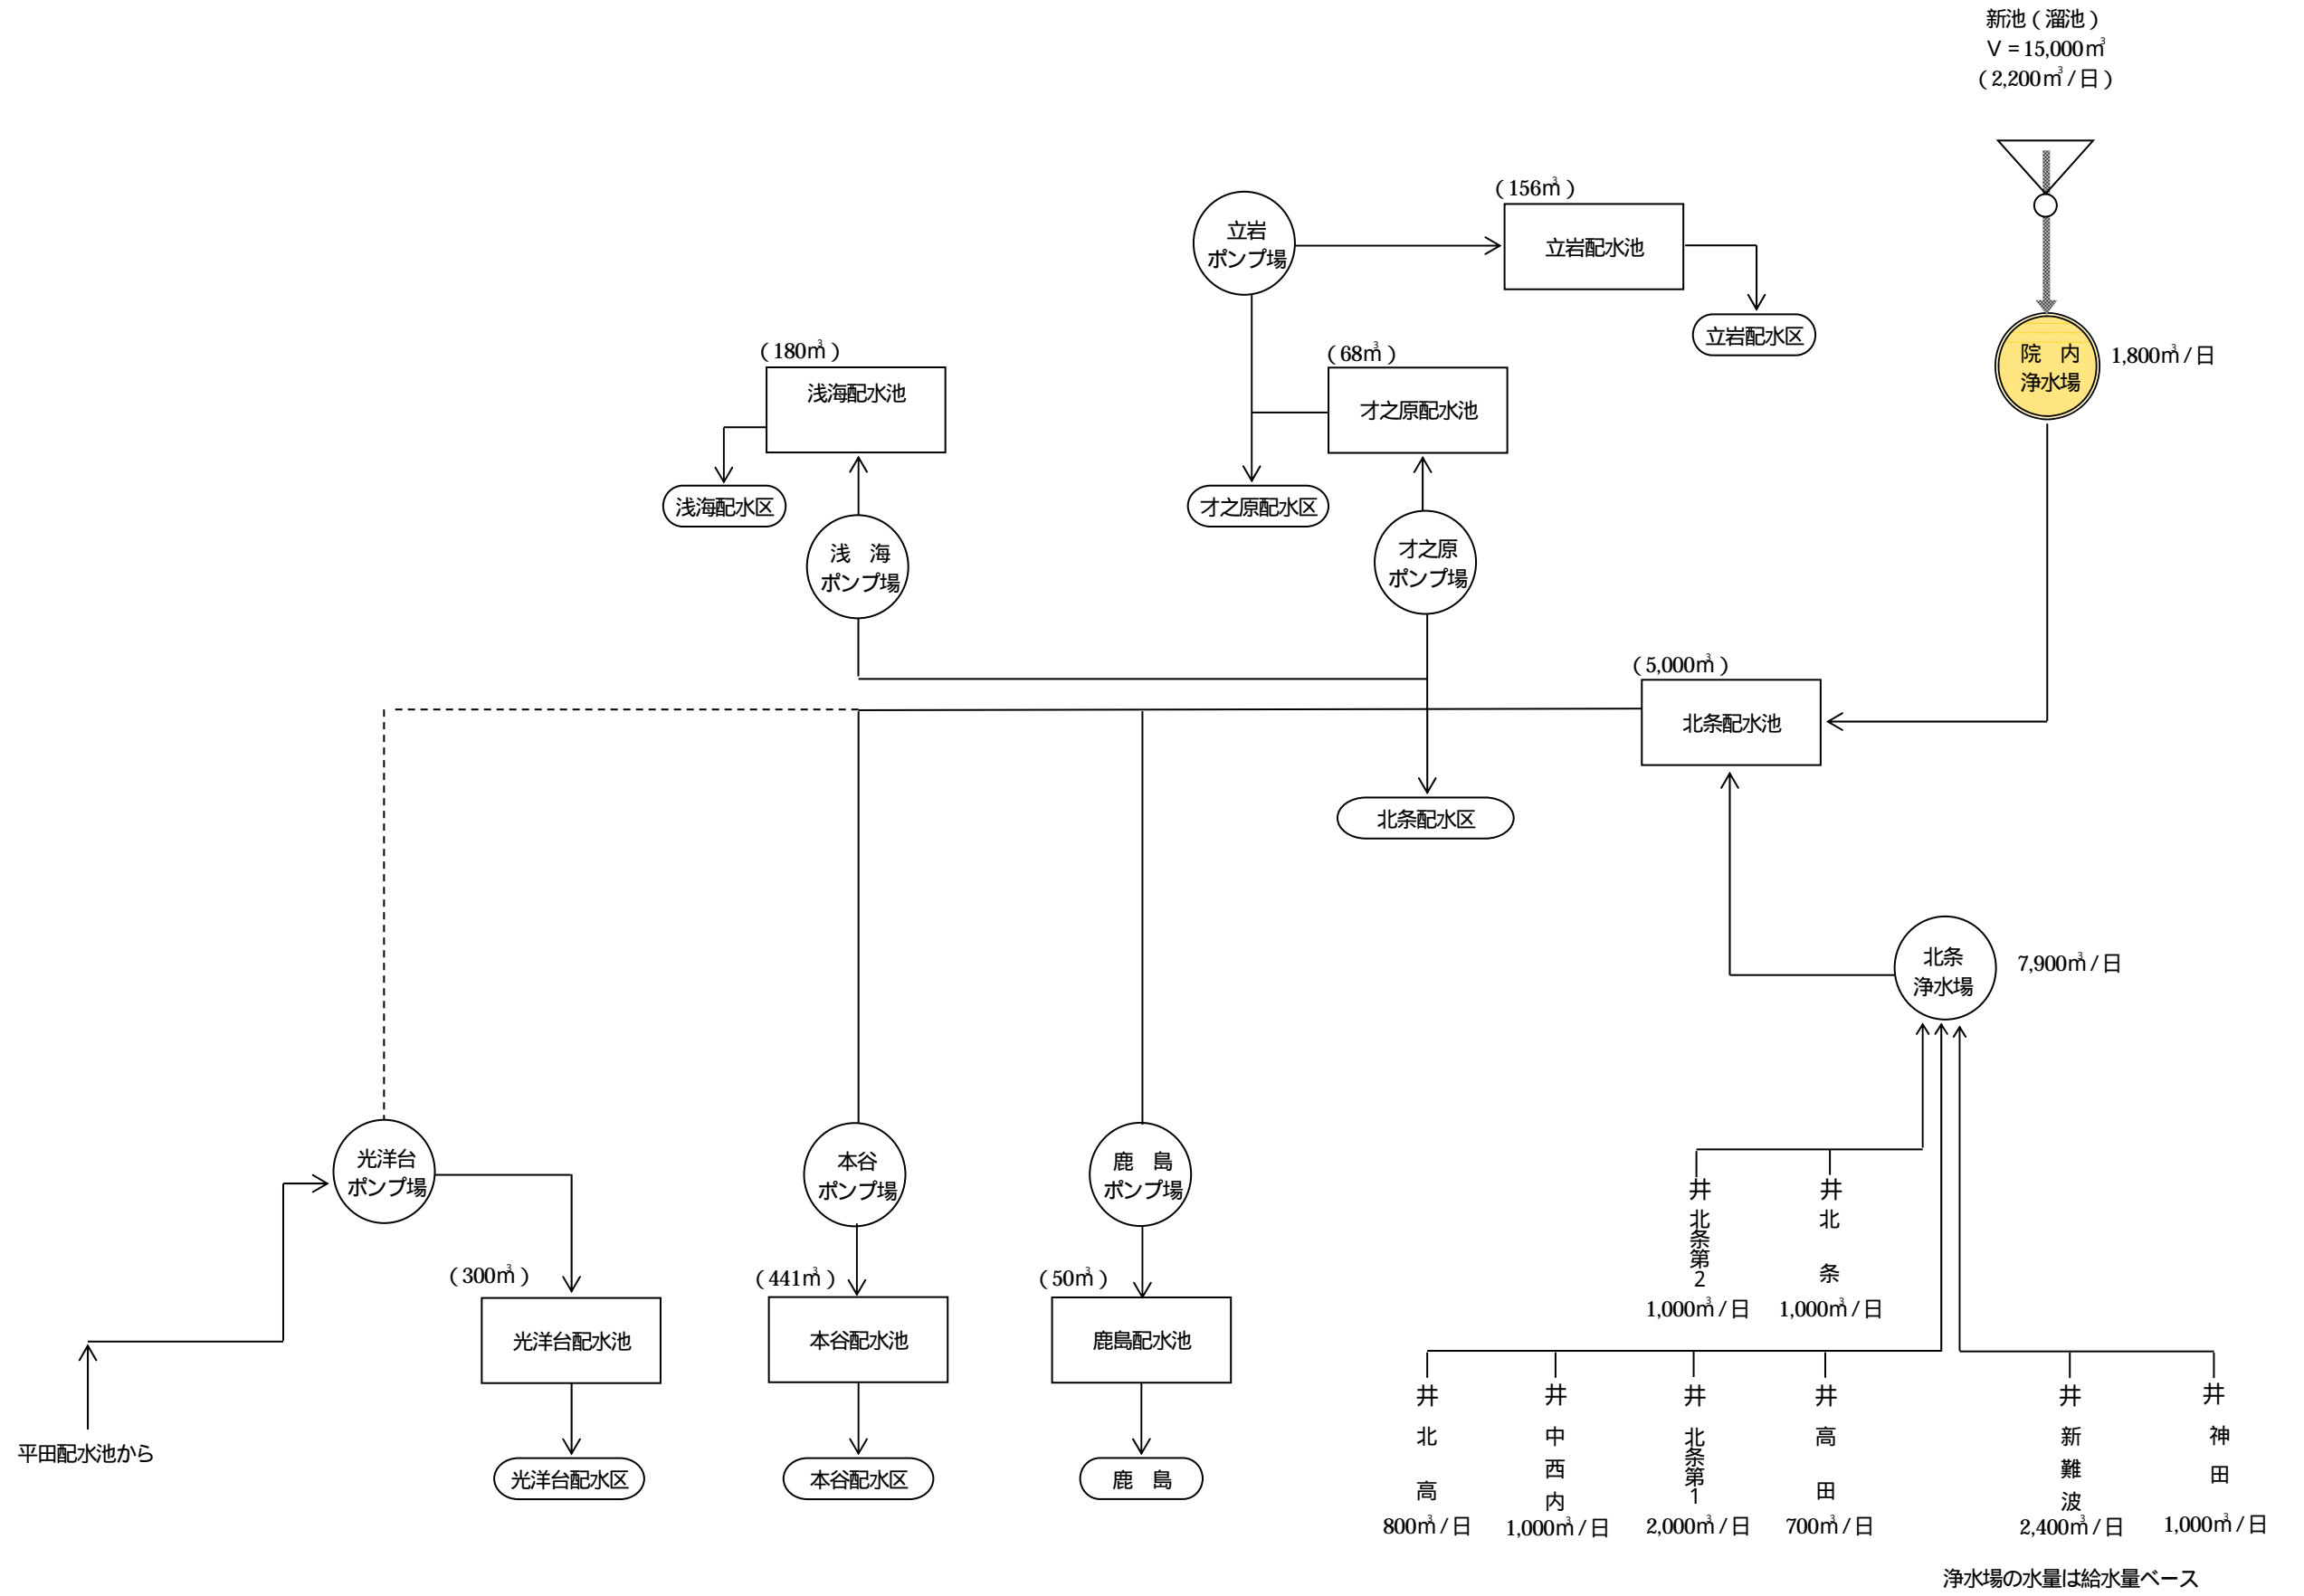 新池（溜池）
Ｖ＝15,000㎥
（2,200㎥/日）
（156㎥）
立岩
ポンプ場
立岩配水池
立岩配水区
（180㎥）
浅海配水池
浅海配水区
（68㎥）
才之原配水池
才之原配水区
院　内
浄水場
1,800㎥/日
浅　海
ポンプ場
才之原
ポンプ場
（5,000㎥）
北条配水池
北条配水区
北条
浄水場
7,900㎥/日
光洋台
ポンプ場
本谷
ポンプ場
鹿　島
ポンプ場
（300㎥）
光洋台配水池
（441㎥）
本谷配水池
（50㎥）
鹿島配水池
井
北条第2
1,000㎥/日
井
北　条
1,000㎥/日
平田配水池から
光洋台配水区
本谷配水区
鹿　島
井
北　高
800㎥/日
井
中西内
1,000㎥/日
井
北条第1
2,000㎥/日
井
高　田
700㎥/日
井
新難波
2,400㎥/日
井
神田
1,000㎥/日
浄水場の水量は給水量ベース